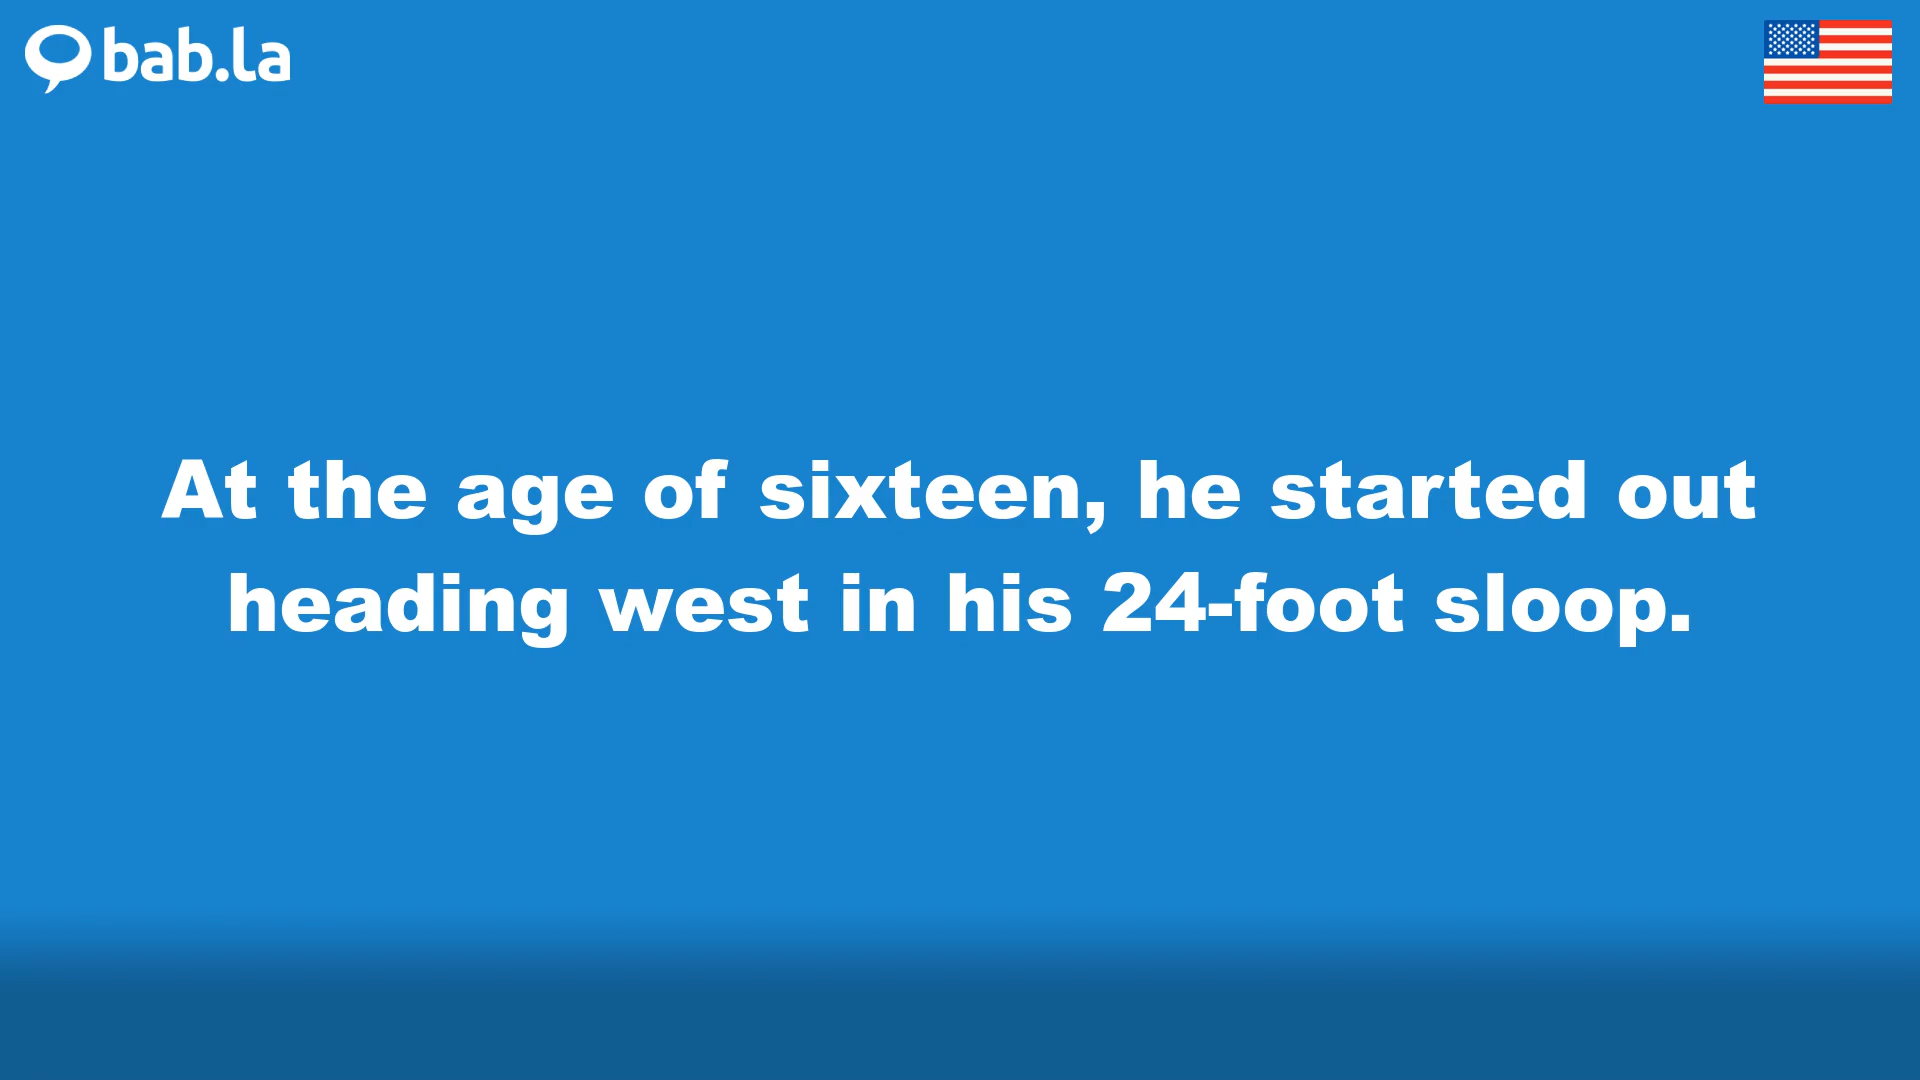 bab.la
At the age of sixteen, he started out
heading west in his 24-foot sloop.